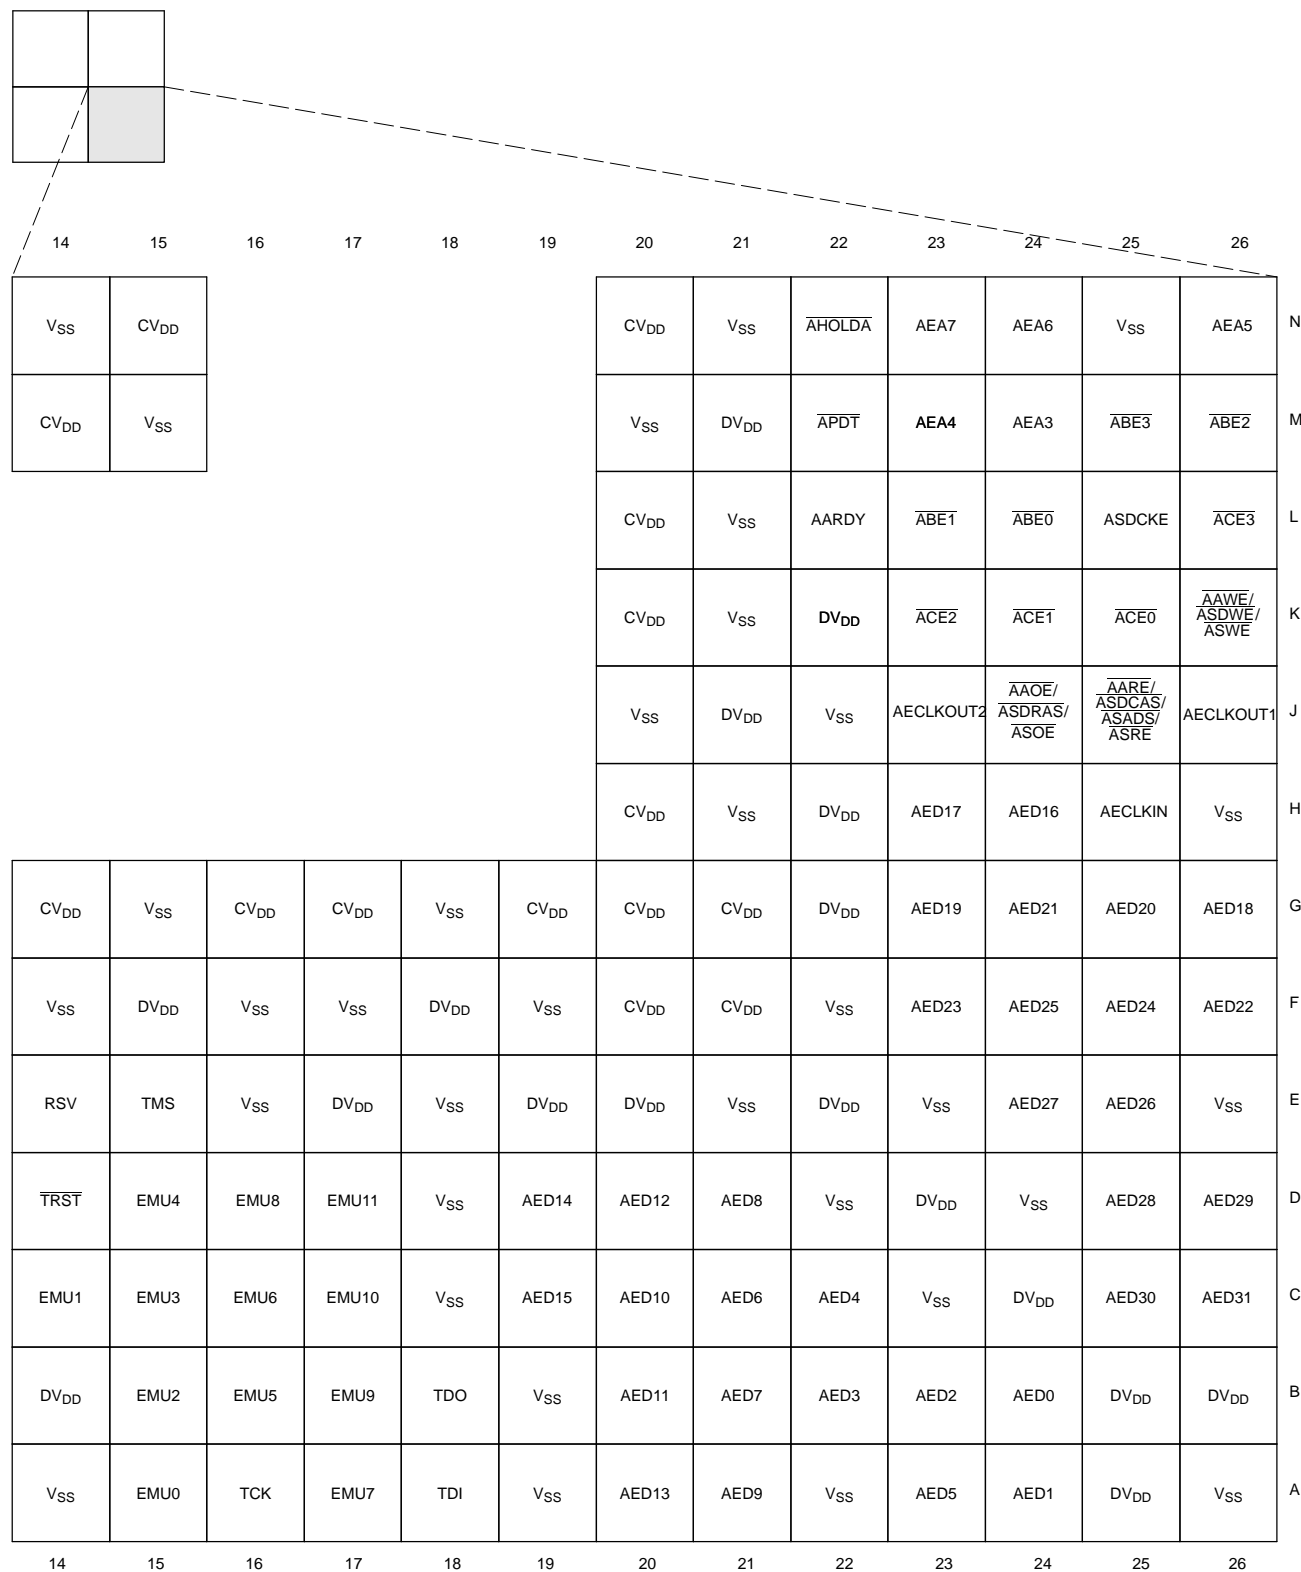 14 15 16 17 18 19 20 21 22 23 24 25 26
VSS CVDD CVDD VSS AHOLDA AEA7 AEA6 VSS AEA5 N
CVDD VSS VSS DVDD APDT AEA4 AEA3 ABE3 ABE2 M
CVDD VSS AARDY ABE1 ABE0 ASDCKE ACE3 L
CVDD VSS DVDD ACE2 ACE1 ACE0 AAWE/ ASDWE/ ASWE K
VSS DVDD VSS AECLKOUT2 AAOE/ ASDRAS/ ASOE AARE/ ASDCAS/ ASADS/ ASRE AECLKOUT1 J
CVDD VSS DVDD AED17 AED16 AECLKIN VSS H
CVDD VSS CVDD CVDD VSS CVDD CVDD CVDD DVDD AED19 AED21 AED20 AED18 G
VSS DVDD VSS VSS DVDD VSS CVDD CVDD VSS AED23 AED25 AED24 AED22 F
RSV TMS VSS DVDD VSS DVDD DVDD VSS DVDD VSS AED27 AED26 VSS E
TRST EMU4 EMU8 EMU11 VSS AED14 AED12 AED8 VSS DVDD VSS AED28 AED29 D
EMU1 EMU3 EMU6 EMU10 VSS AED15 AED10 AED6 AED4 VSS DVDD AED30 AED31 C
DVDD EMU2 EMU5 EMU9 TDO VSS AED11 AED7 AED3 AED2 AED0 DVDD DVDD B
VSS EMU0 TCK EMU7 TDI VSS AED13 AED9 VSS AED5 AED1 DVDD VSS A
14 15 16 17 18 19 20 21 22 23 24 25 26